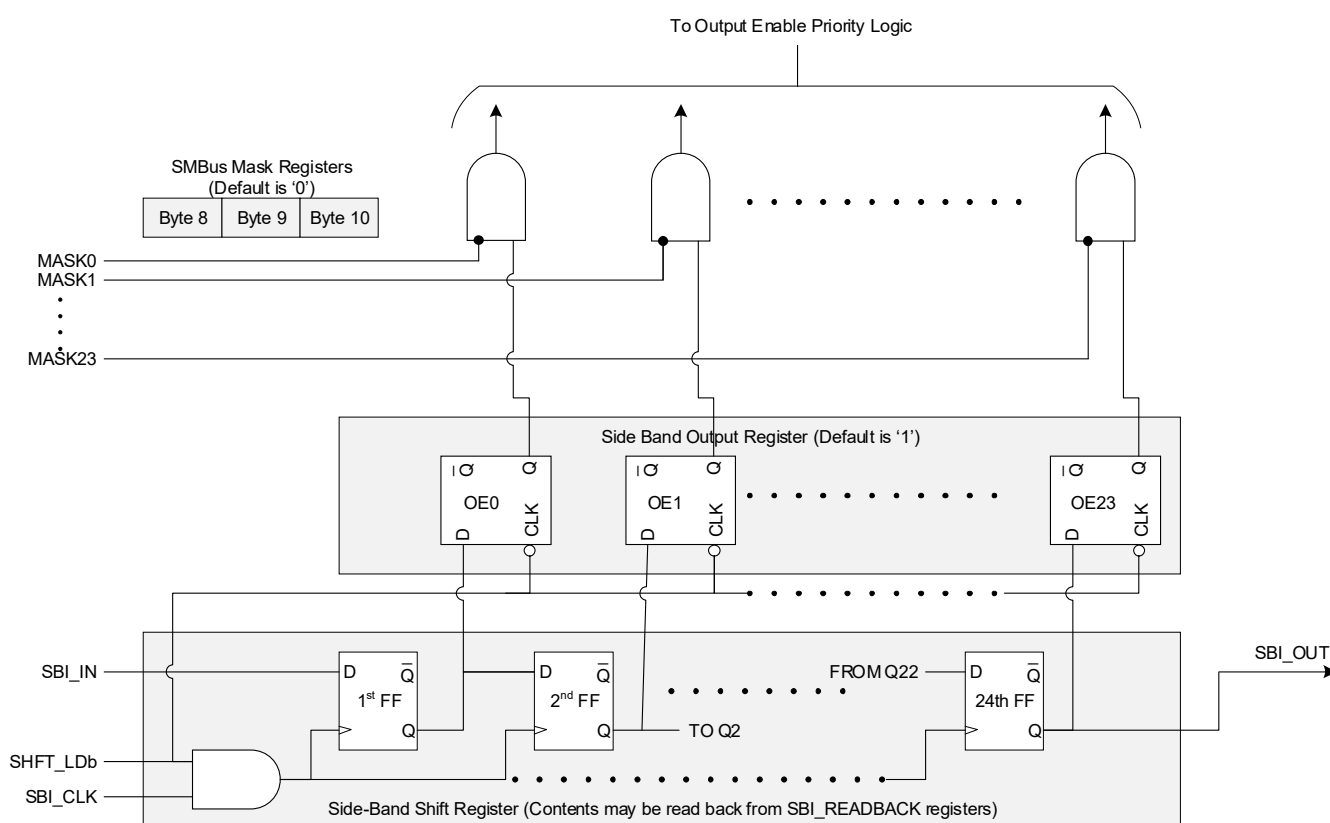 To Output Enable Priority Logic
SMBus Mask Registers
(Default is ‘0’)
Byte 8 Byte 9 Byte 10
MASK0
MASK1
MASK23
Side Band Output Register (Default is ‘1’)
Q̅ Q Q̅ Q Q̅ Q
OE0 OE1 OE23
D CLK D CLK D CLK
SBI_IN D Q̅ D Q̅ FROM Q22 D Q̅ SBI_OUT
1st FF 2nd FF 24th FF
Q Q TO Q2 Q
SHFT_LDb
SBI_CLK
Side-Band Shift Register (Contents may be read back from SBI_READBACK registers)